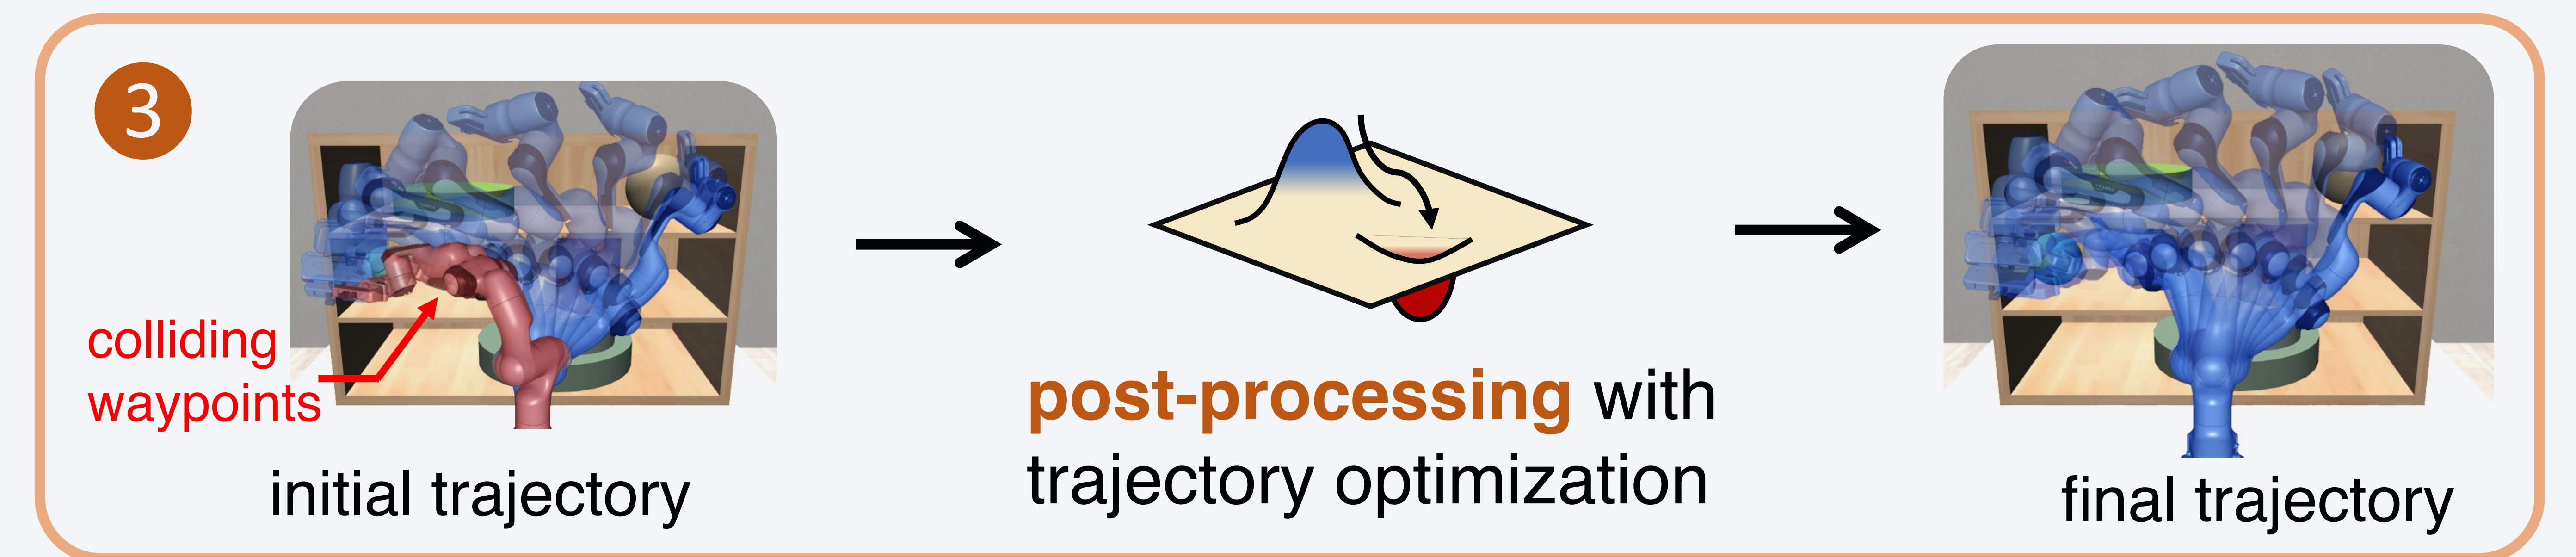 3
colliding
waypoints
initial trajectory
post-processing with
trajectory optimization
final trajectory